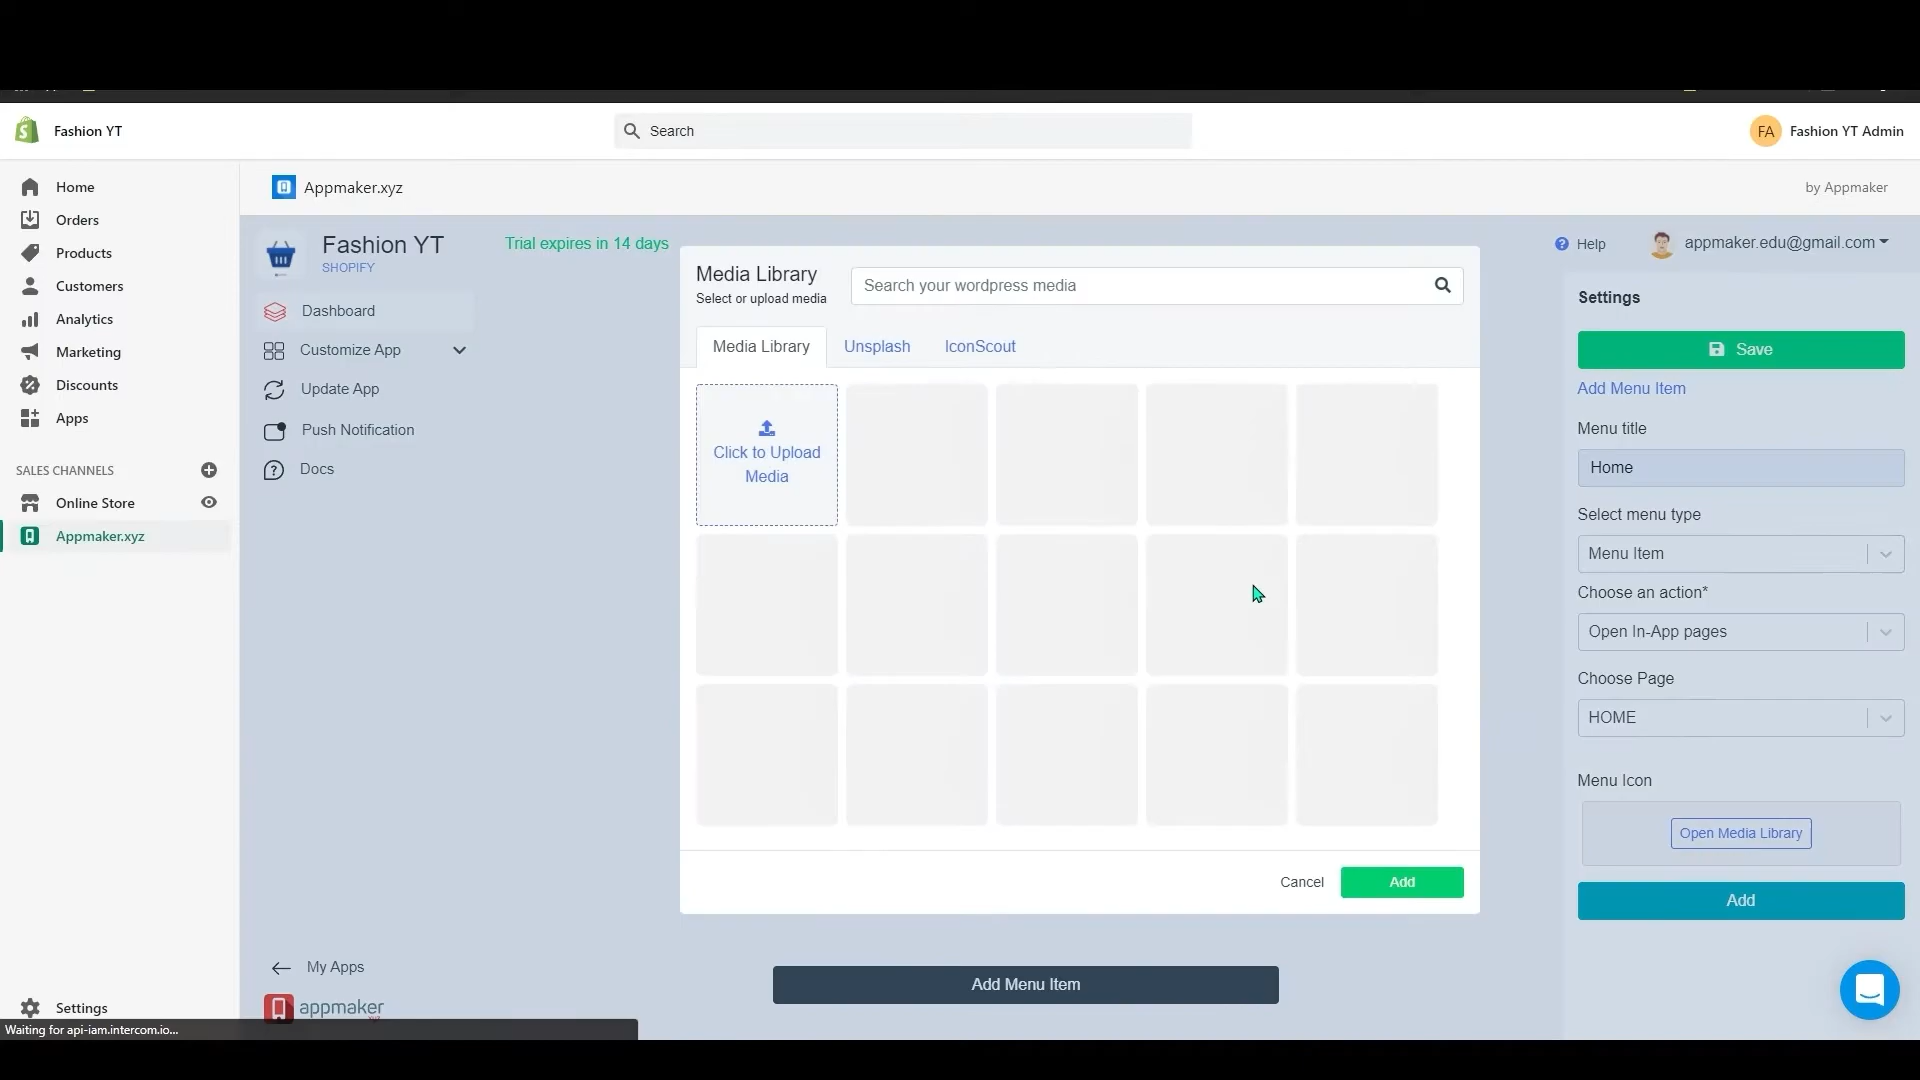 Fashion YT
Search
FA
Fashion YT Admin
Home
Orders
Products
Customers
Analytics
Marketing
Discounts
Apps
SALES CHANNELS
Online Store
Appmaker.xyz
Settings
Waiting for api-iam.intercom.io...
Appmaker.xyz
by Appmaker
Fashion YT
SHOPIFY
Trial expires in 14 days
Dashboard
Customize App
Update App
Push Notification
Docs
My Apps
appmaker
xyz
Media Library
Select or upload media
Search your wordpress media
Media Library
Unsplash
IconScout
Click to Upload
Media
Cancel
Add
Add Menu Item
Help
appmaker.edu@gmail.com
Settings
Save
Add Menu Item
Menu title
Home
Select menu type
Menu Item
Choose an action*
Open In-App pages
Choose Page
HOME
Menu Icon
Open Media Library
Add